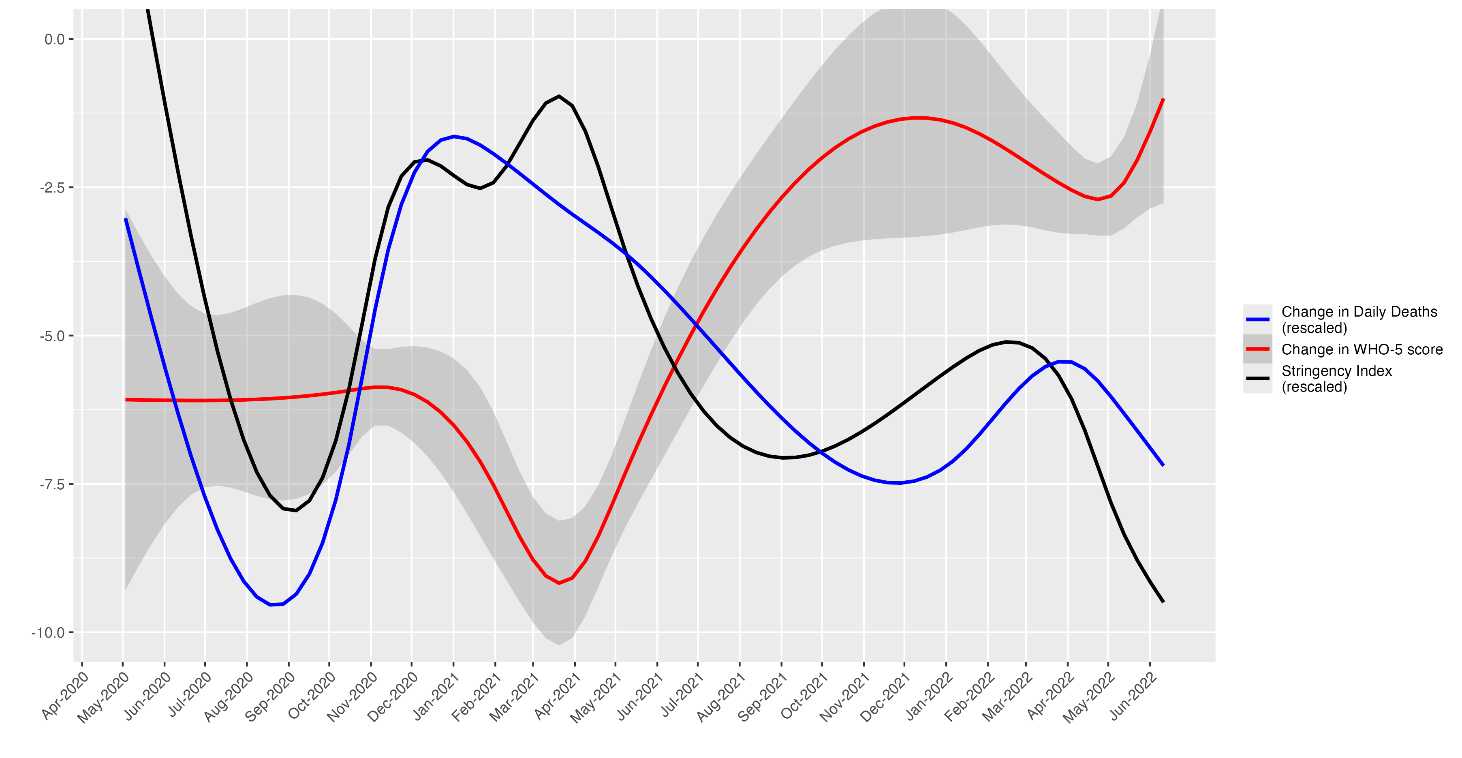 0.0
-2.5
-5.0
-7.5
-10.0
Apr-2020
May-2020
Jun-2020
Jul-2020
Aug-2020
Sep-2020
Oct-2020
Nov-2020
Dec-2020
Jan-2021
Feb-2021
Mar-2021
Apr-2021
May-2021
Jun-2021
Jul-2021
Aug-2021
Sep-2021
Oct-2021
Nov-2021
Dec-2021
Jan-2022
Feb-2022
Mar-2022
Apr-2022
May-2022
Jun-2022
Change in Daily Deaths
(rescaled)
Change in WHO-5 score
Stringency Index
(rescaled)